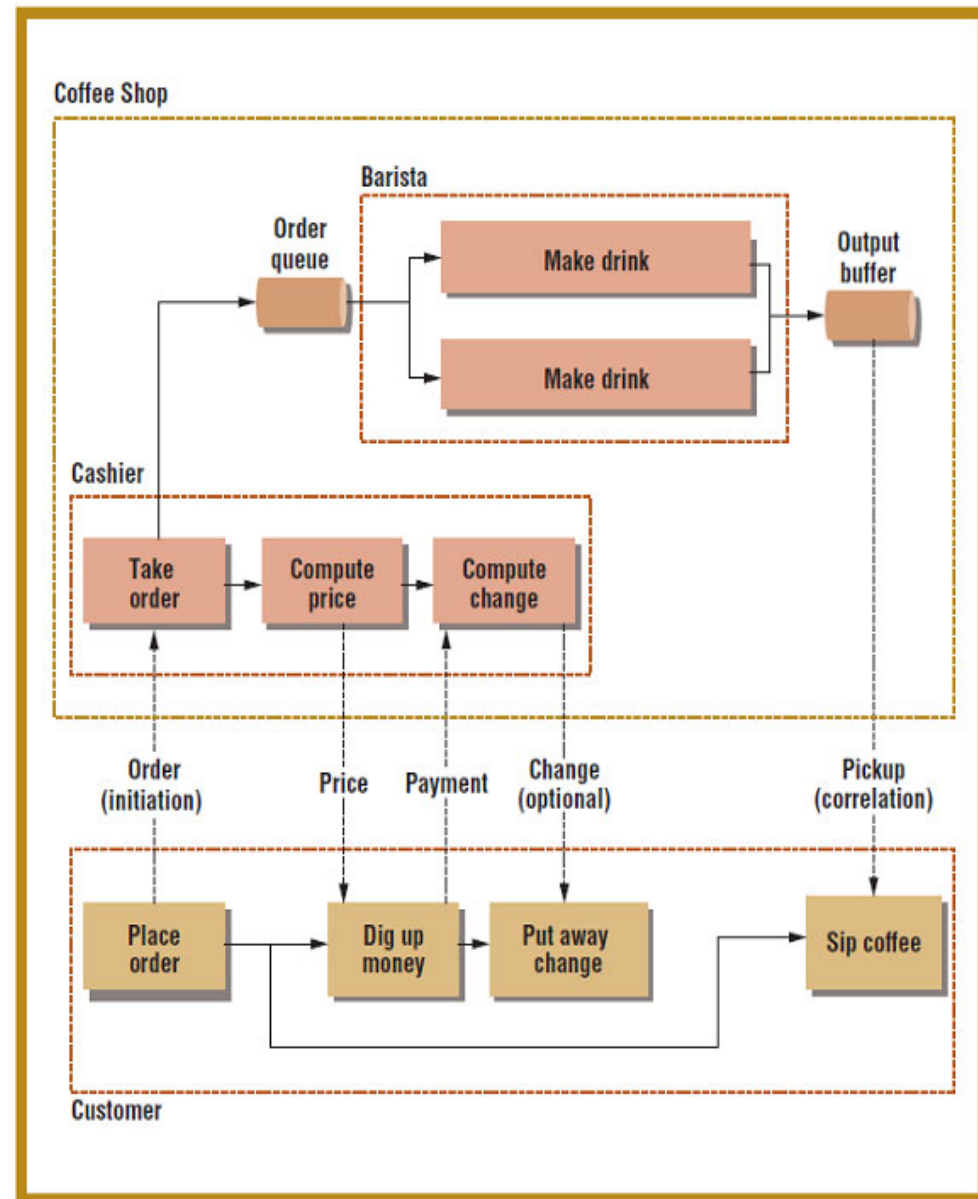 Coffee Shop
Barista
Order
queue
Make drink
Output
buffer
Make drink
Cashier
Take
order
Compute
price
Compute
change
Order
(initiation)
Price
Payment
Change
(optional)
Pickup
(correlation)
Place
order
Dig up
money
Put away
change
Sip coffee
Customer